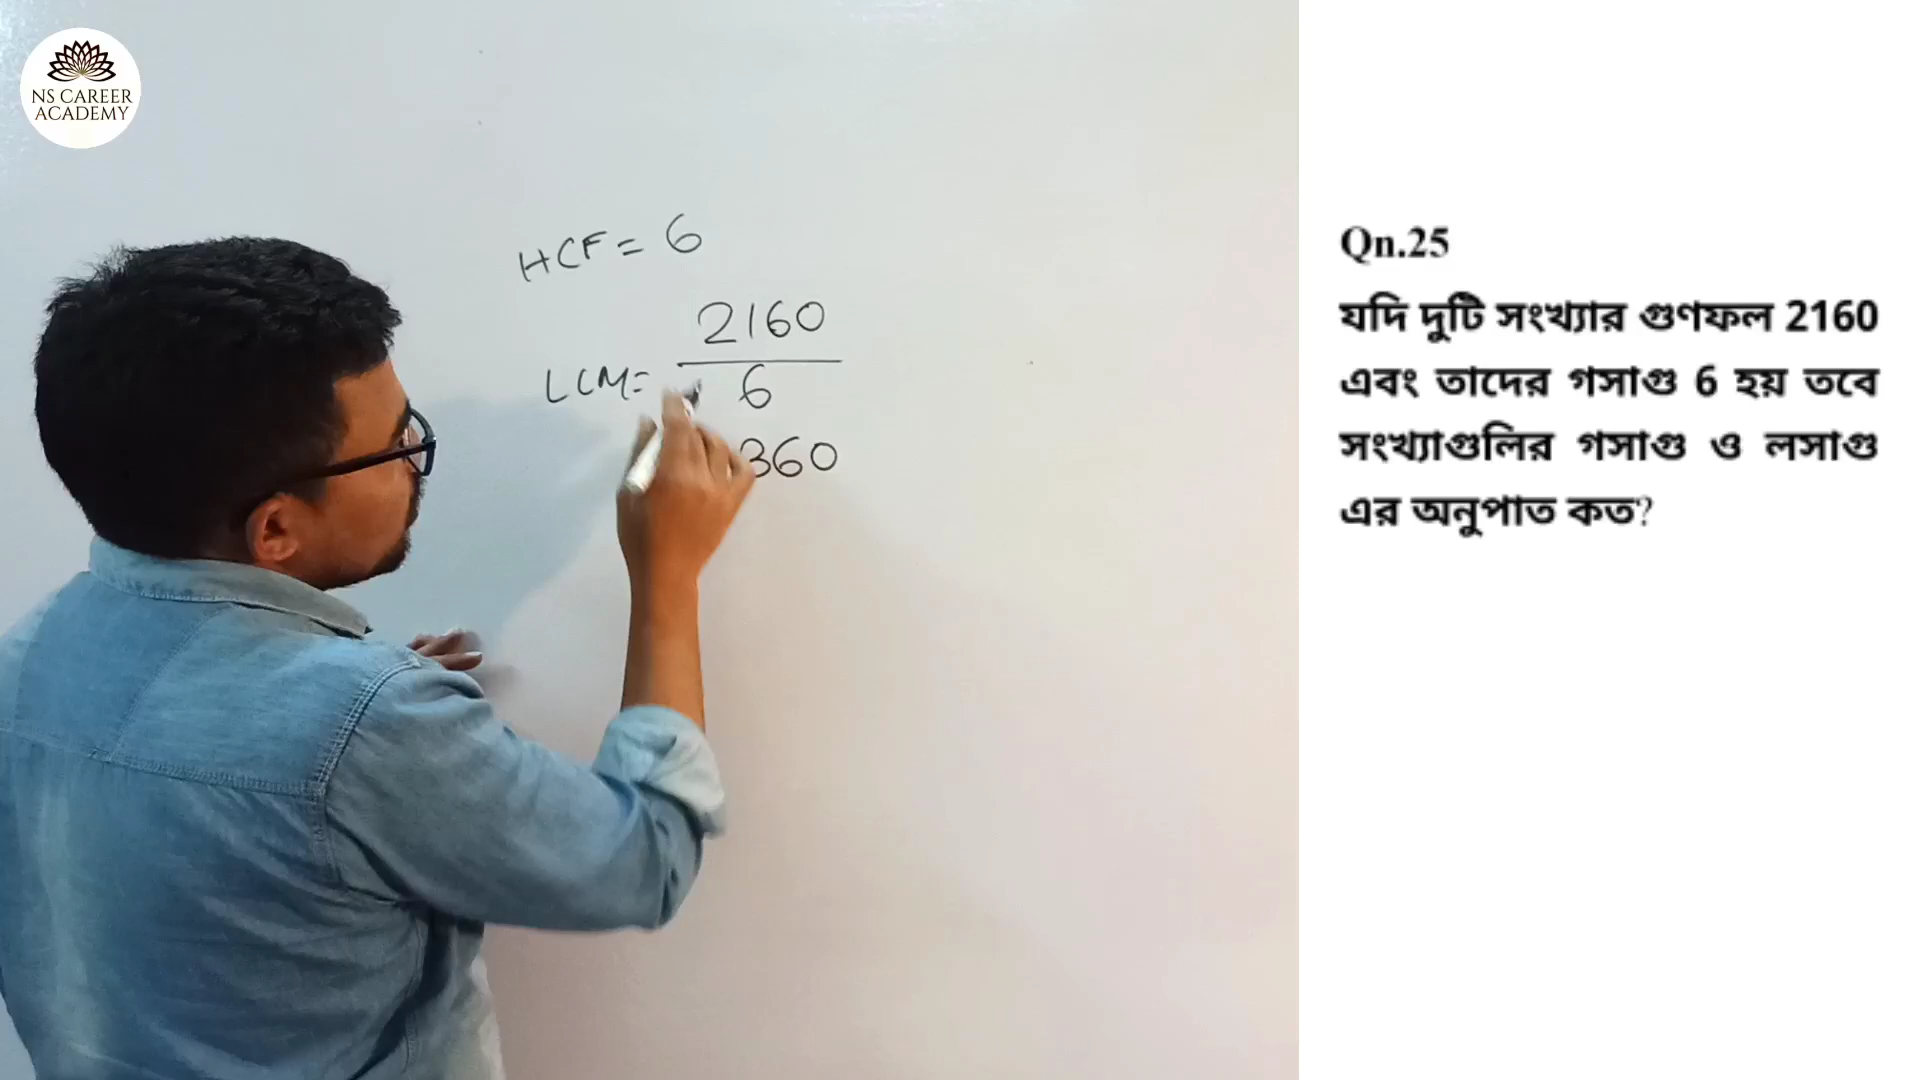 NS CAREER
ACADEMY
HCF = 6
2160
LCM =
6
360
Qn.25
যদি দুটি সংখ্যার গুণফল 2160
এবং তাদের গসাগু 6 হয় তবে
সংখ্যাগুলির গসাগু ও লসাগু
এর অনুপাত কত?